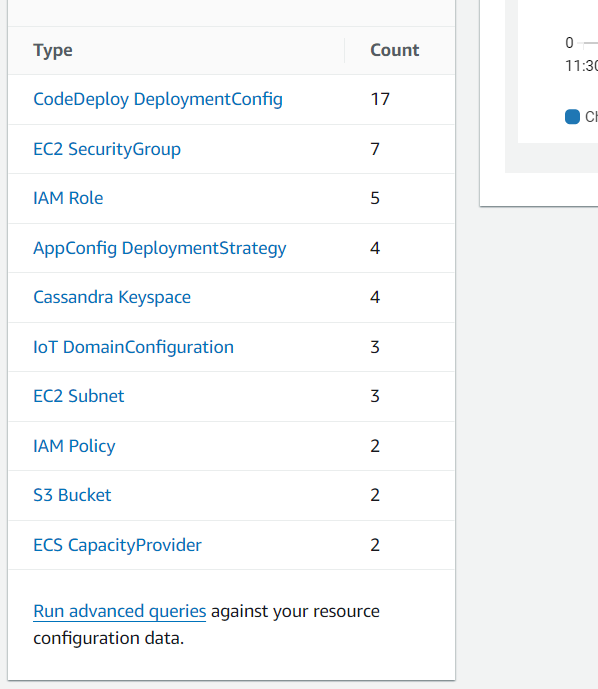 Type Count
CodeDeploy DeploymentConfig 17
EC2 SecurityGroup 7
IAM Role 5
AppConfig DeploymentStrategy 4
Cassandra Keyspace 4
IoT DomainConfiguration 3
EC2 Subnet 3
IAM Policy 2
S3 Bucket 2
ECS CapacityProvider 2
Run advanced queries against your resource
configuration data.
0
11:30